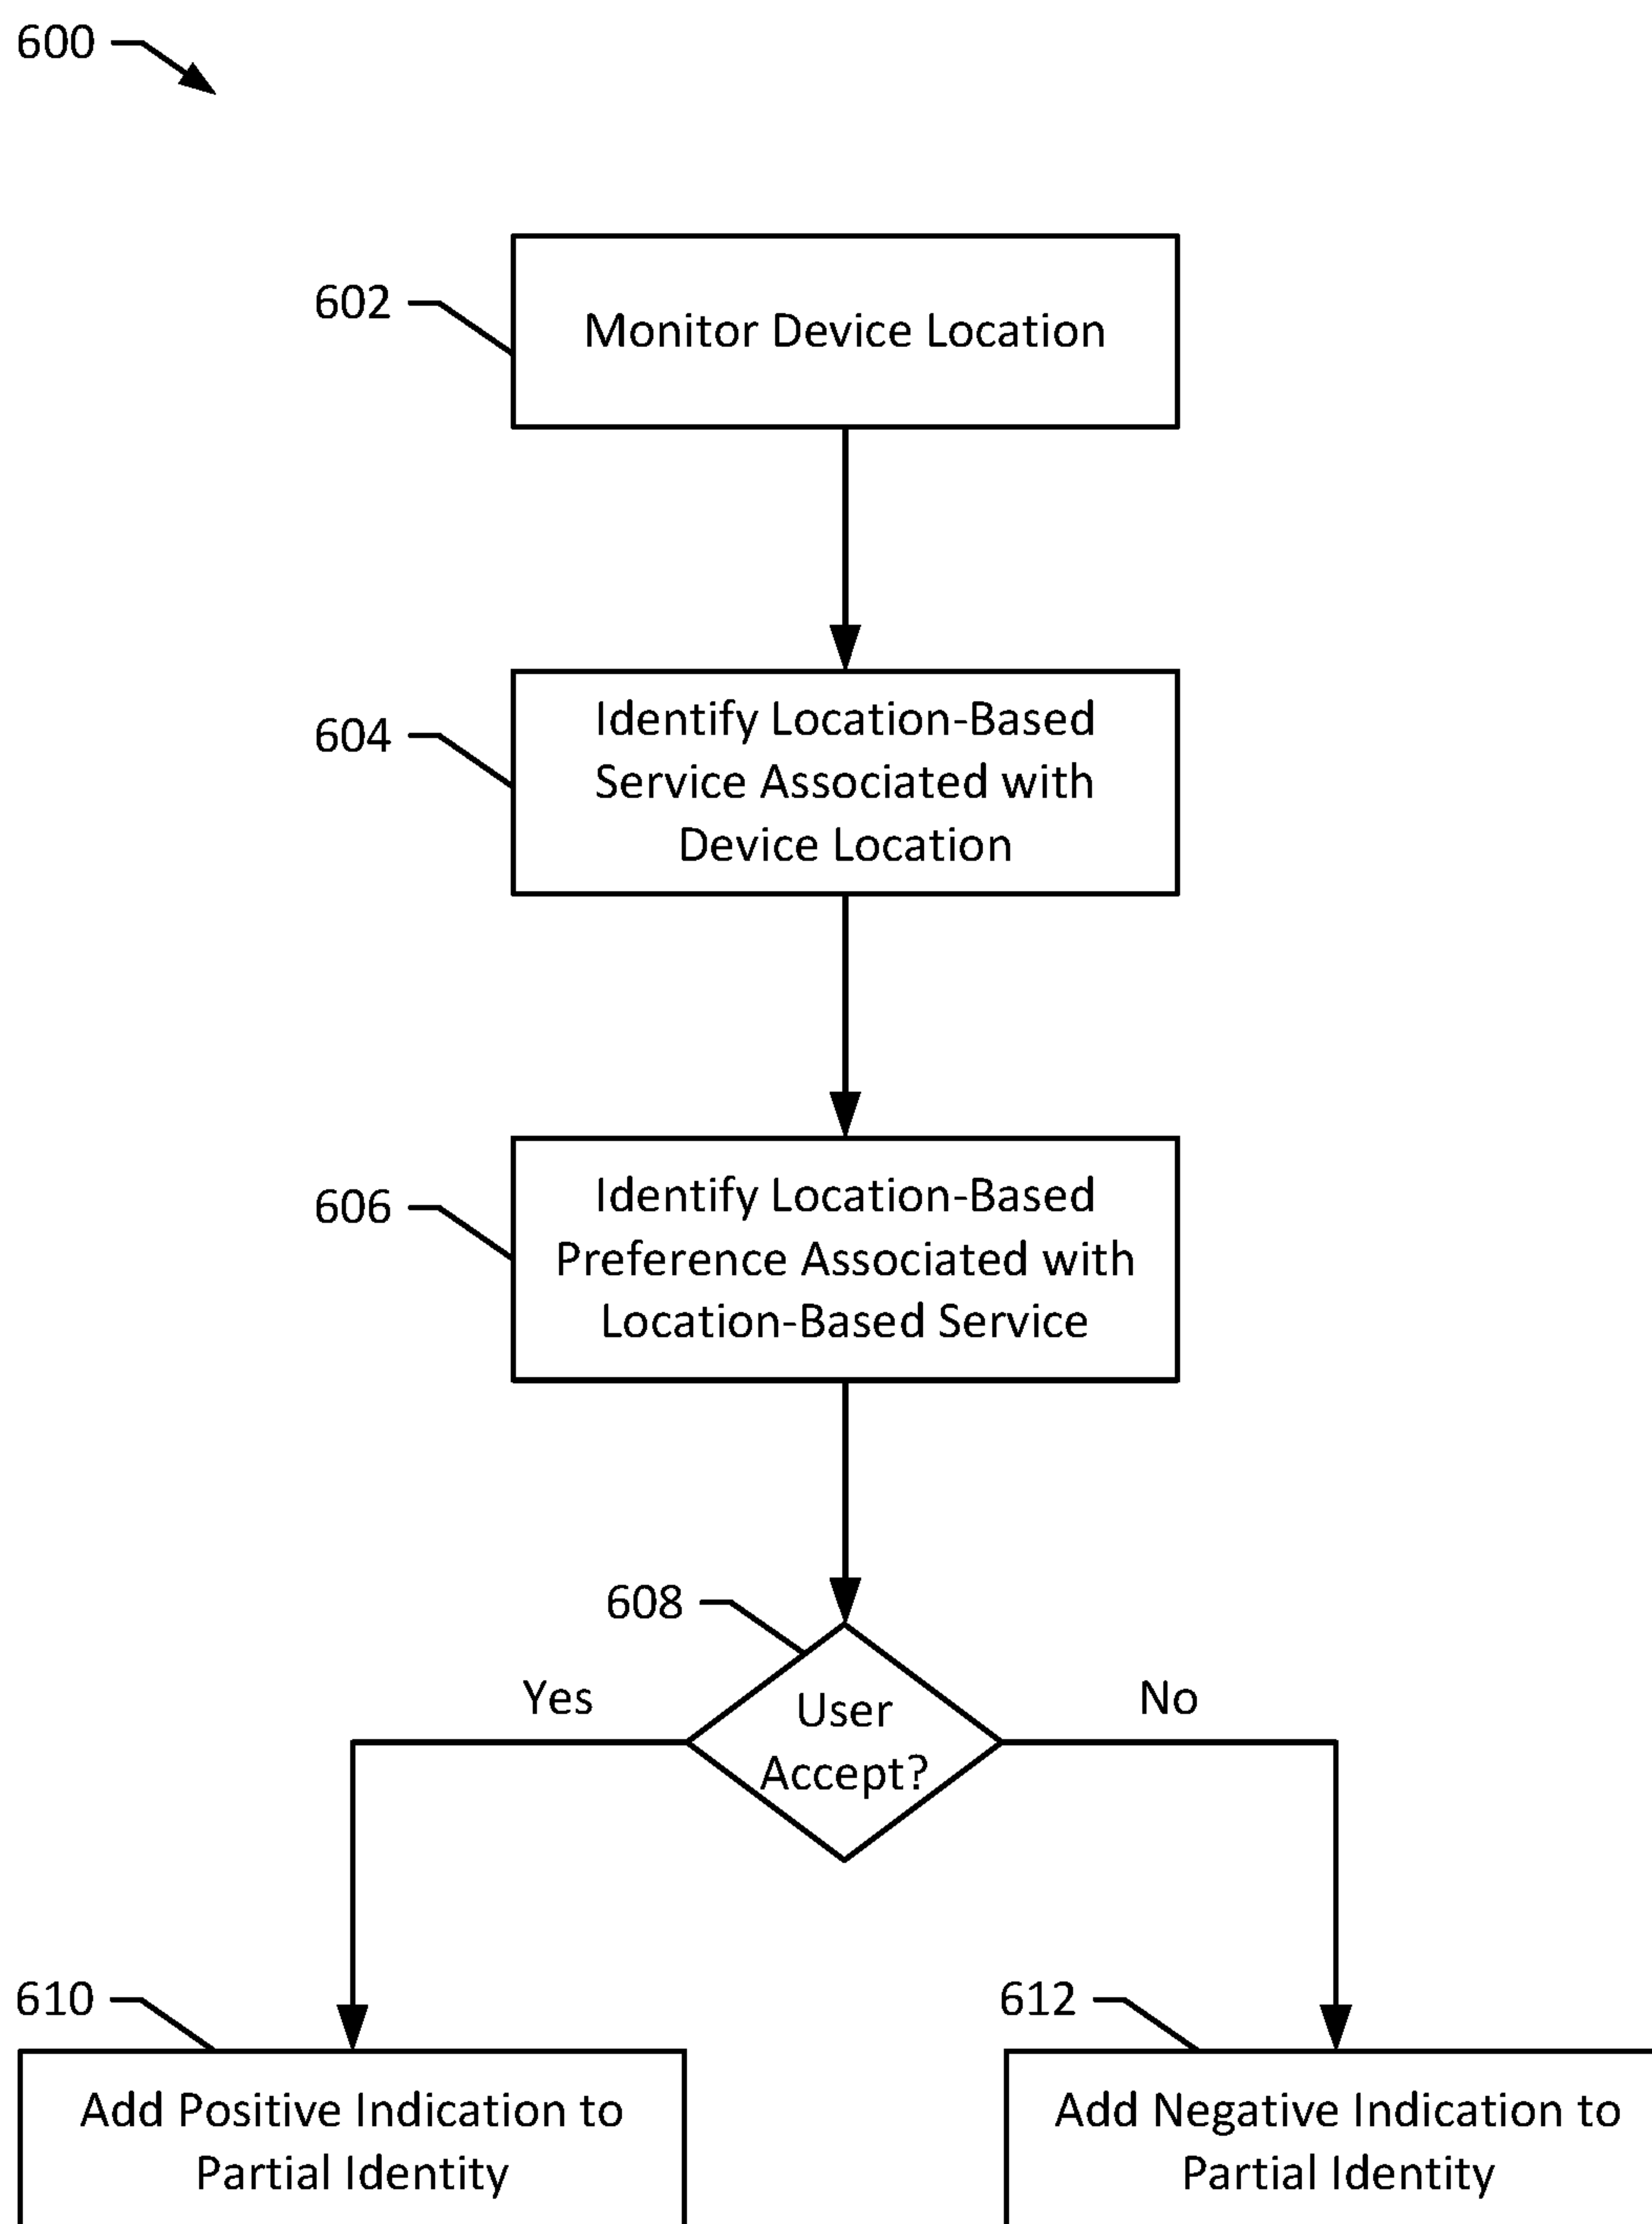 600
602
Monitor Device Location
604
Identify Location-Based
Service Associated with
Device Location
606
Identify Location-Based
Preference Associated with
Location-Based Service
608
User
Accept?
Yes
No
610
Add Positive Indication to
Partial Identity
612
Add Negative Indication to
Partial Identity